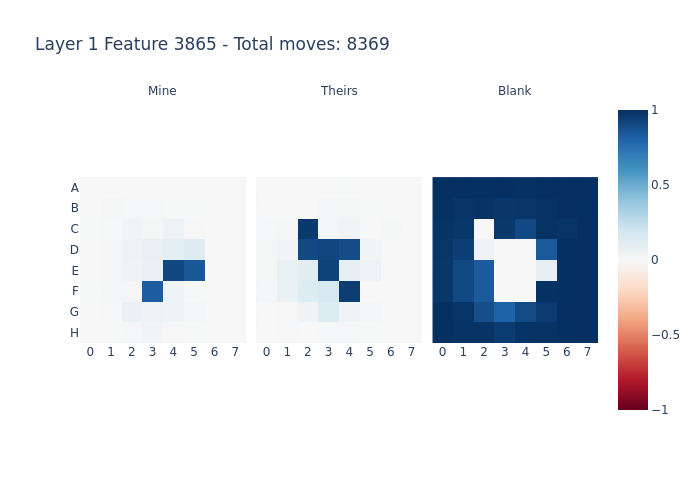 Layer 1 Feature 3865 - Total moves: 8369
Mine Theirs Blank
A
B
C
D
E
F
G
H
0 1 2 3 4 5 6 7 0 1 2 3 4 5 6 7 0 1 2 3 4 5 6 7
1
0.5
0
−0.5
−1